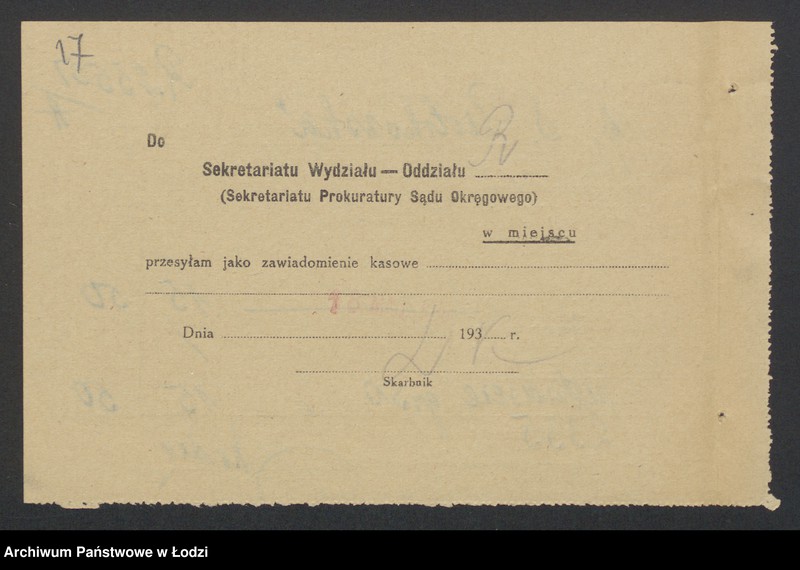 17
Do
Sekretariatu Wydziału — Oddziału
(Sekretariatu Prokuratury Sądu Okręgowego)
w miejscu
przesyłam jako zawiadomienie kasowe
Dnia 193 r.
Skarbnik
Archiwum Państwowe w Łodzi